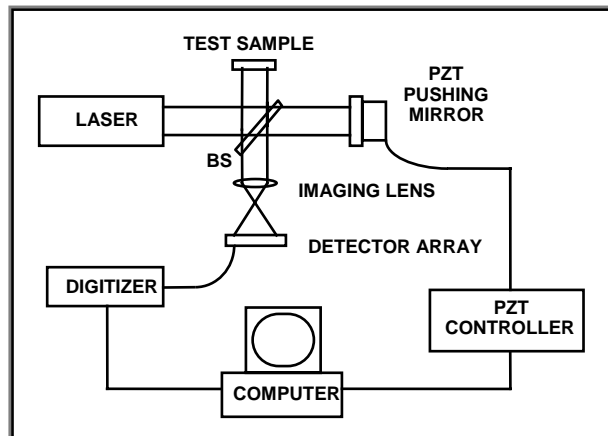 TEST SAMPLE
PZT
PUSHING
MIRROR
LASER
BS
IMAGING LENS
DETECTOR ARRAY
DIGITIZER
PZT
CONTROLLER
COMPUTER